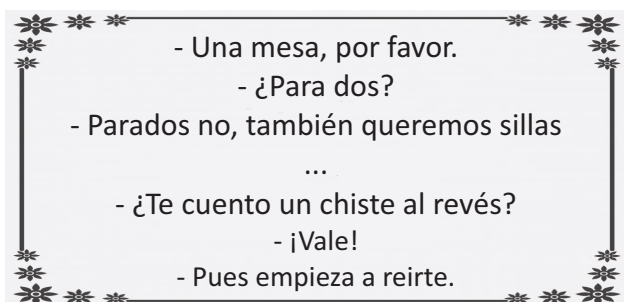 - Una mesa, por favor.
- ¿Para dos?
- Parados no, también queremos sillas
...
- ¿Te cuento un chiste al revés?
- ¡Vale!
- Pues empieza a reirte.